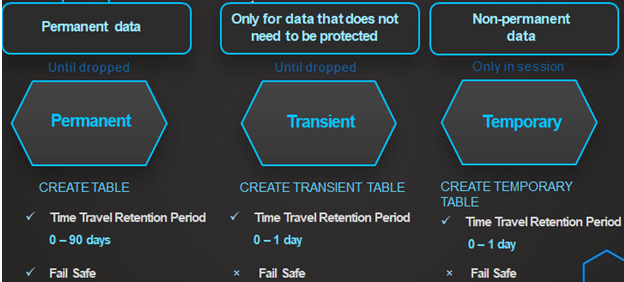 Permanent data
Only for data that does not
need to be protected
Non-permanent
data
Until dropped
Until dropped
Only in session
Permanent
Transient
Temporary
CREATE TABLE
CREATE TRANSIENT TABLE
CREATE TEMPORARY
TABLE
✓ Time Travel Retention Period
0 – 90 days
✓ Time Travel Retention Period
0 – 1 day
✓ Time Travel Retention Period
0 – 1 day
✓ Fail Safe
× Fail Safe
× Fail Safe